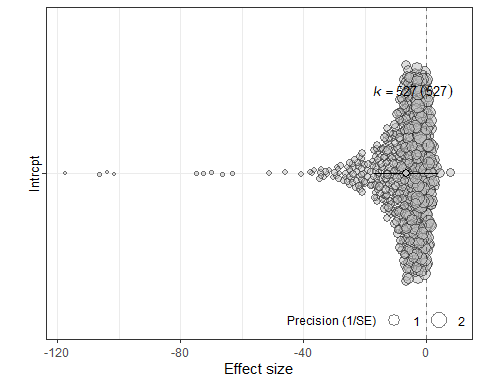 k = 527 (527)
Intrcpt
Precision (1/SE) 1 2
-120 -80 -40 0
Effect size